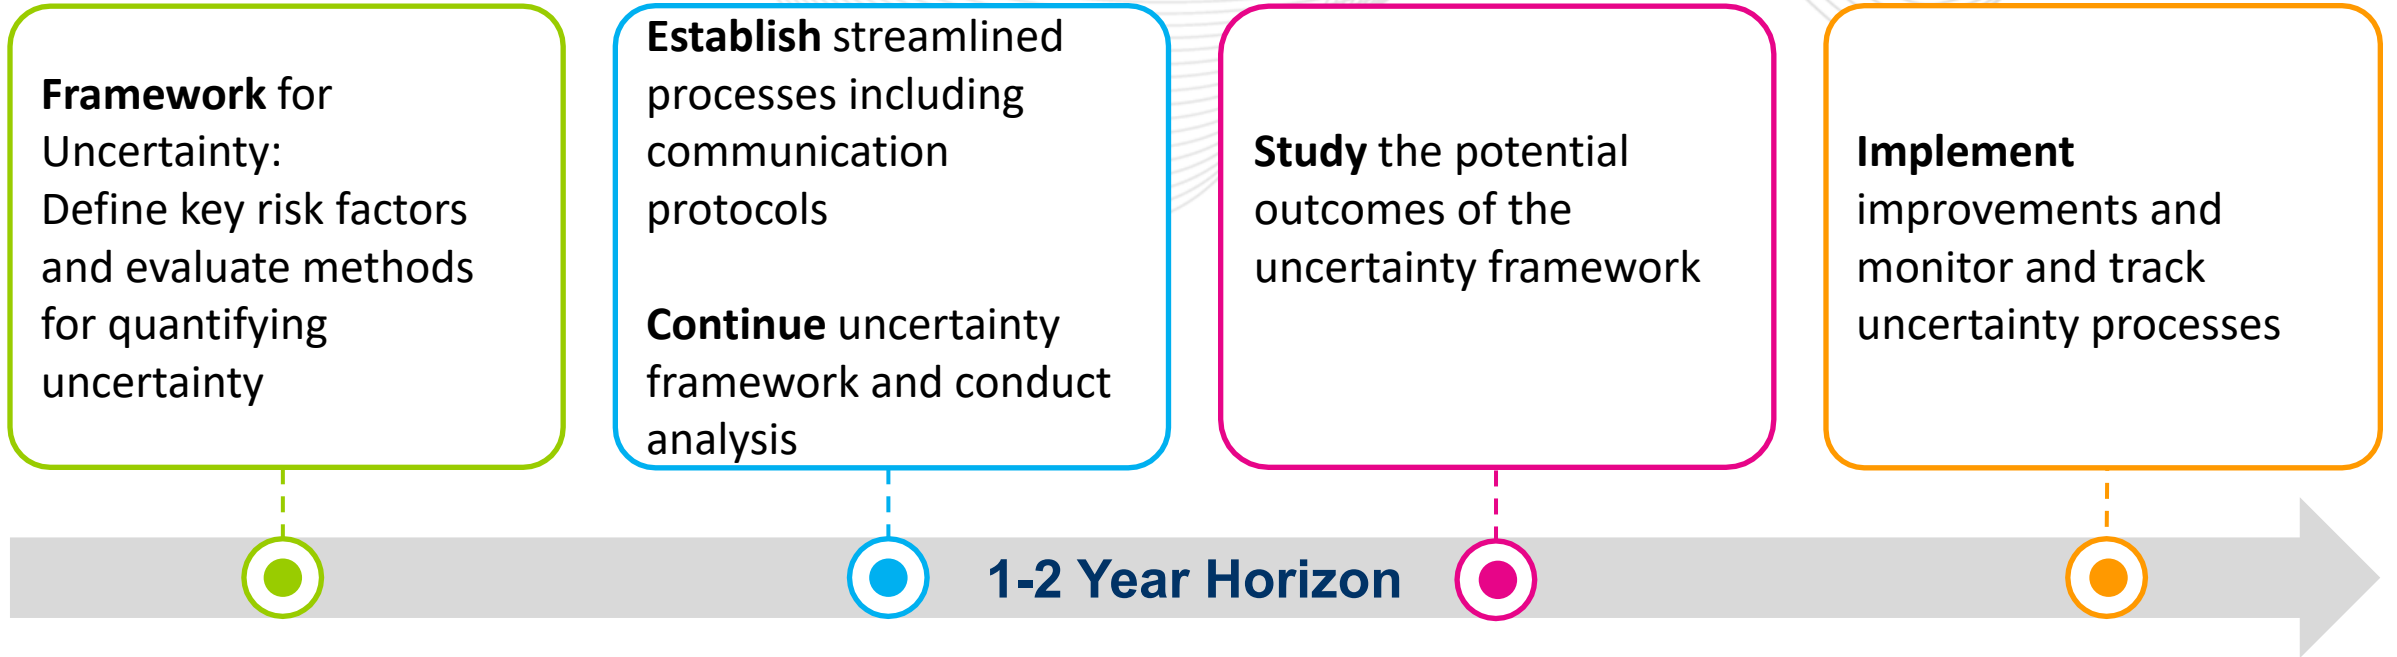 Framework for
Uncertainty:
Define key risk factors
and evaluate methods
for quantifying
uncertainty
Establish streamlined
processes including
communication
protocols
Continue uncertainty
framework and conduct
analysis
Study the potential
outcomes of the
uncertainty framework
Implement
improvements and
monitor and track
uncertainty processes
1-2 Year Horizon